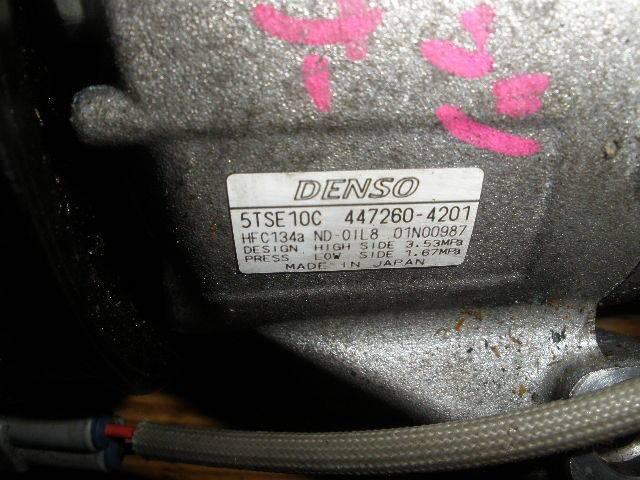 DENSO
5TSE10C 447260-4201
HFC134a ND-OIL8 01N00987
DESIGN HIGH SIDE 3.53MPa
PRESS LOW SIDE 1.67MPa
MADE IN JAPAN